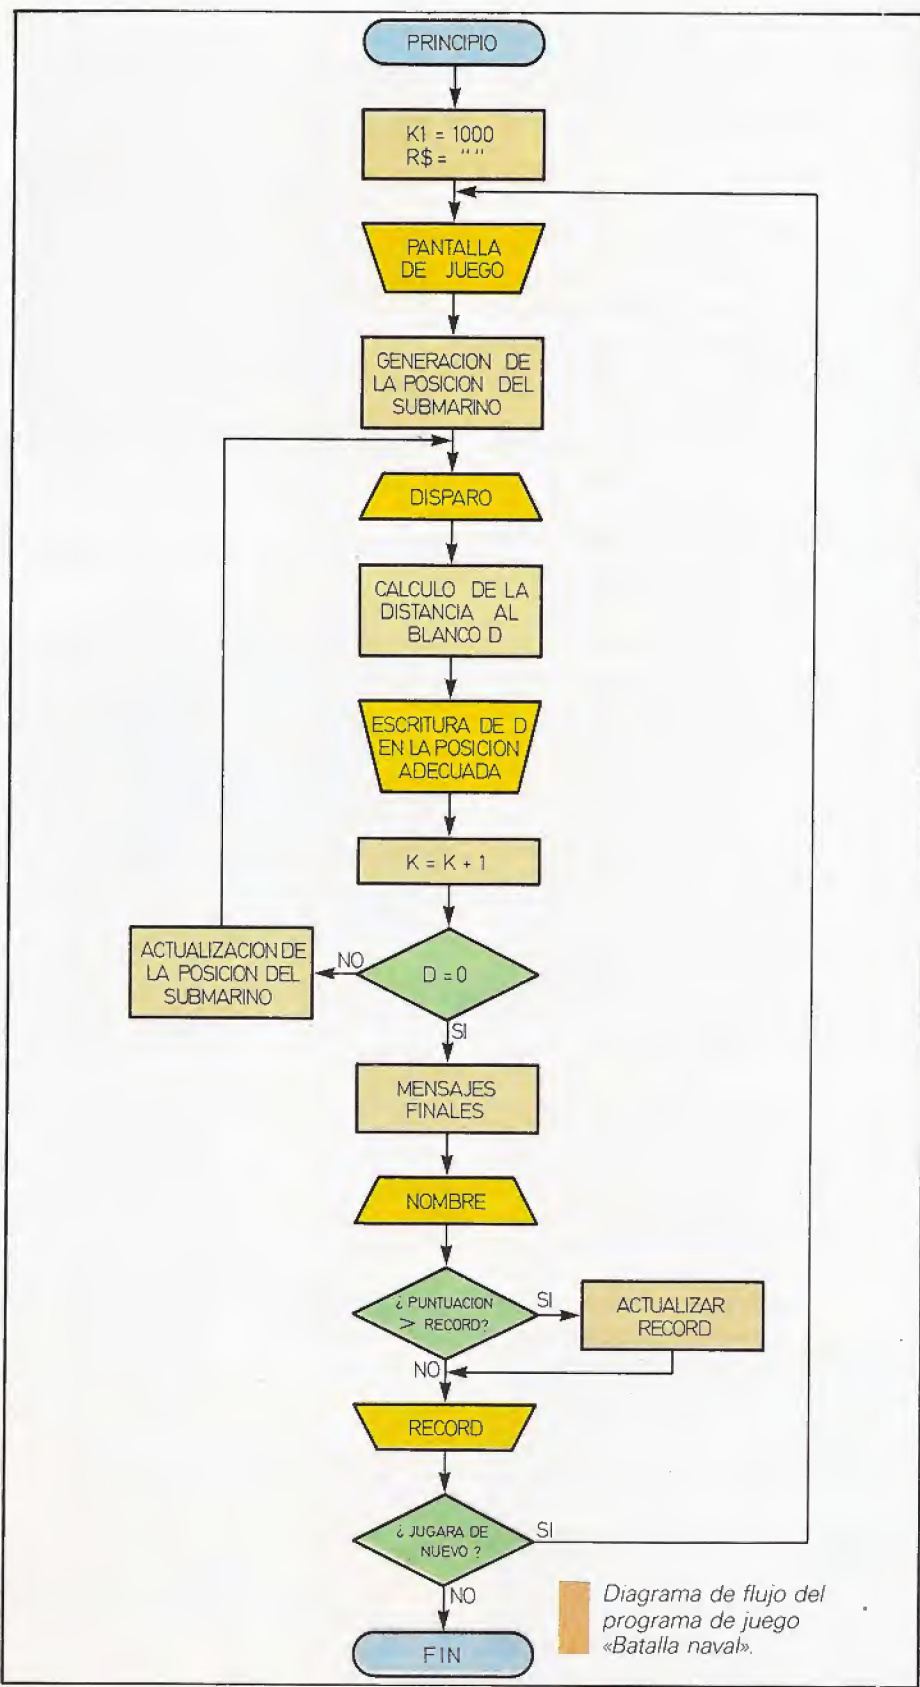 PRINCIPIO
K1 = 1000
R$ = " "
PANTALLA
DE JUEGO
GENERACION DE
LA POSICION DEL
SUBMARINO
DISPARO
CALCULO DE LA
DISTANCIA AL
BLANCO D
ESCRITURA DE D
EN LA POSICION
ADECUADA
K = K + 1
D = 0
NO
ACTUALIZACION DE
LA POSICION DEL
SUBMARINO
SI
MENSAJES
FINALES
NOMBRE
¿ PUNTUACION
> RECORD?
SI
ACTUALIZAR
RECORD
NO
RECORD
¿ JUGARA DE
NUEVO ?
SI
NO
FIN
Diagrama de flujo del
programa de juego
«Batalla naval».